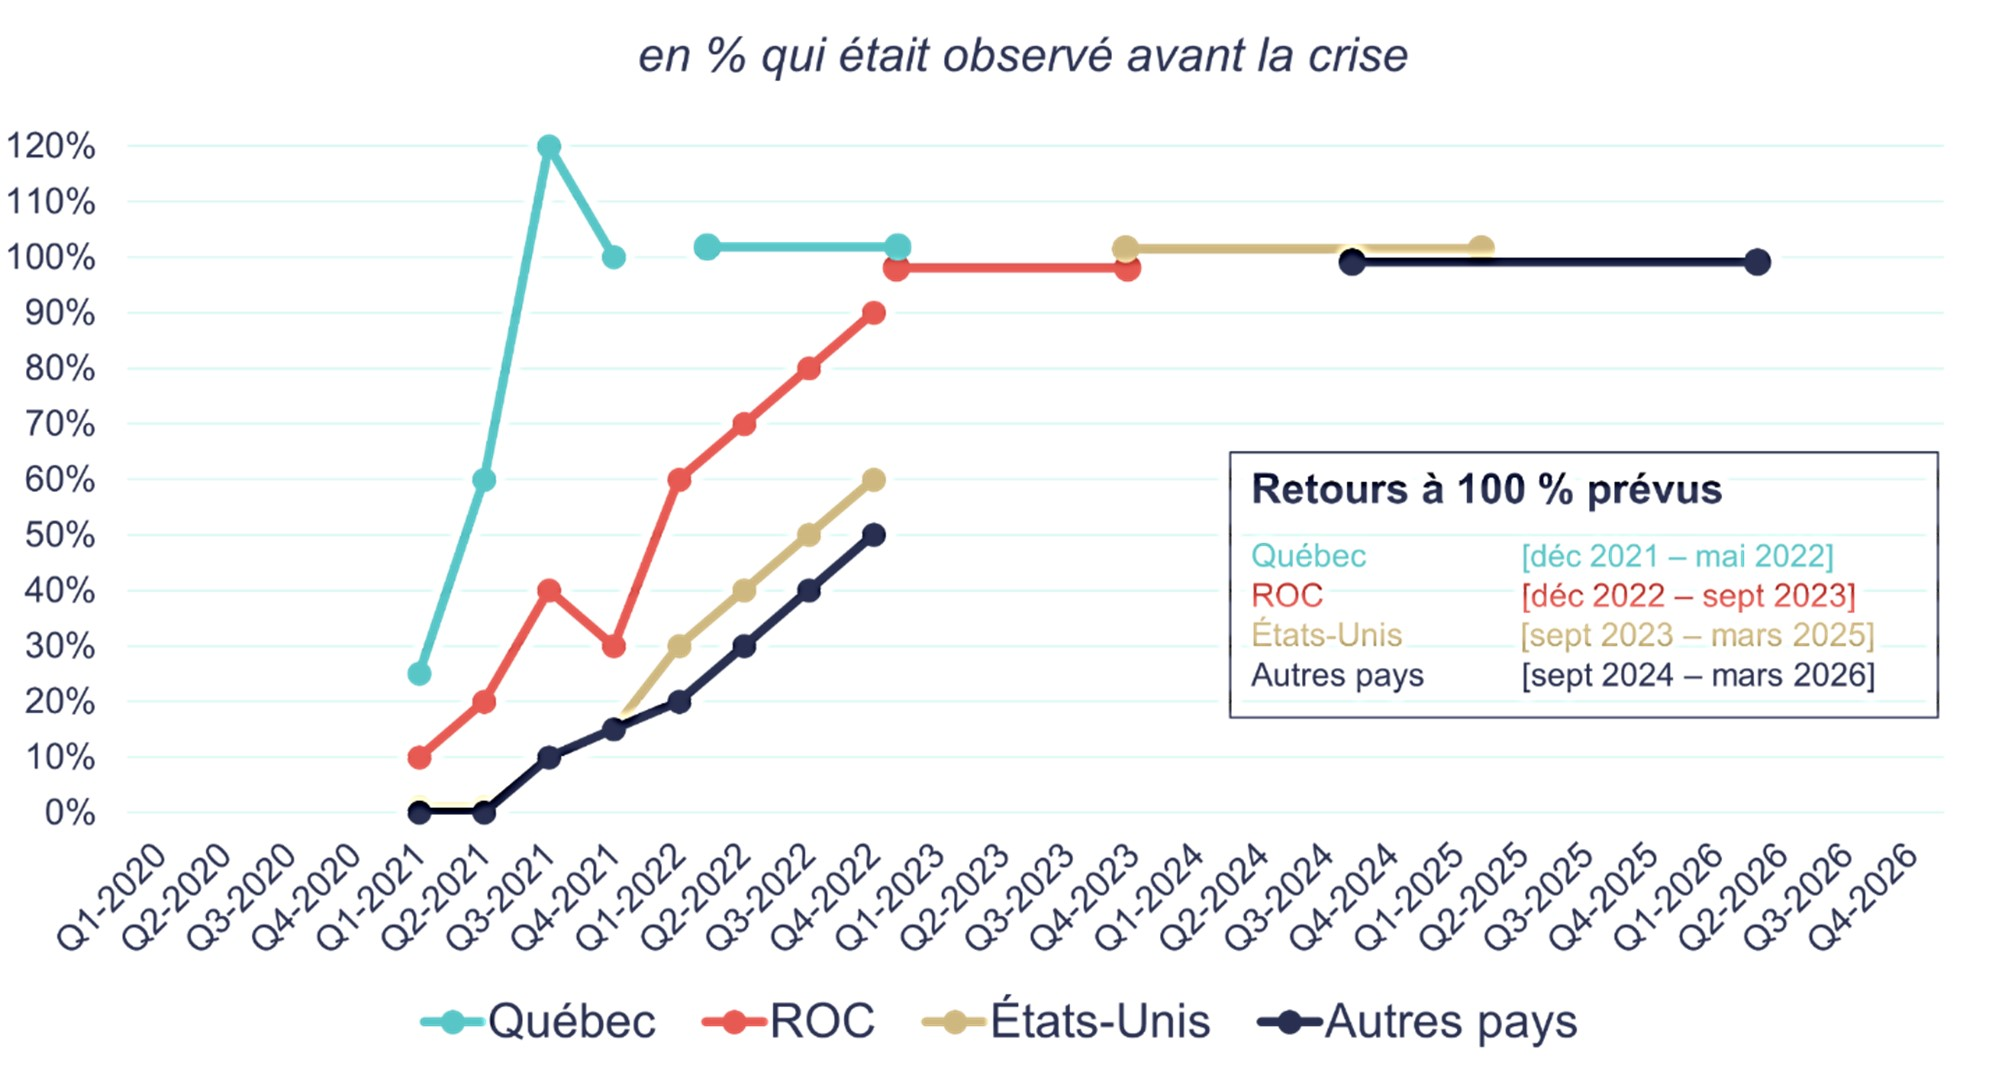 en % qui était observé avant la crise
120%
110%
100%
90%
80%
70%
60%
50%
40%
30%
20%
10%
0%
Retours à 100 % prévus
Québec [déc 2021 – mai 2022]
ROC [déc 2022 – sept 2023]
États-Unis [sept 2023 – mars 2025]
Autres pays [sept 2024 – mars 2026]
Q1-2020
Q2-2020
Q3-2020
Q4-2020
Q1-2021
Q2-2021
Q3-2021
Q4-2021
Q1-2022
Q2-2022
Q3-2022
Q4-2022
Q1-2023
Q2-2023
Q3-2023
Q4-2023
Q1-2024
Q2-2024
Q3-2024
Q4-2024
Q1-2025
Q2-2025
Q3-2025
Q4-2025
Q1-2026
Q2-2026
Q3-2026
Q4-2026
Québec ROC États-Unis Autres pays